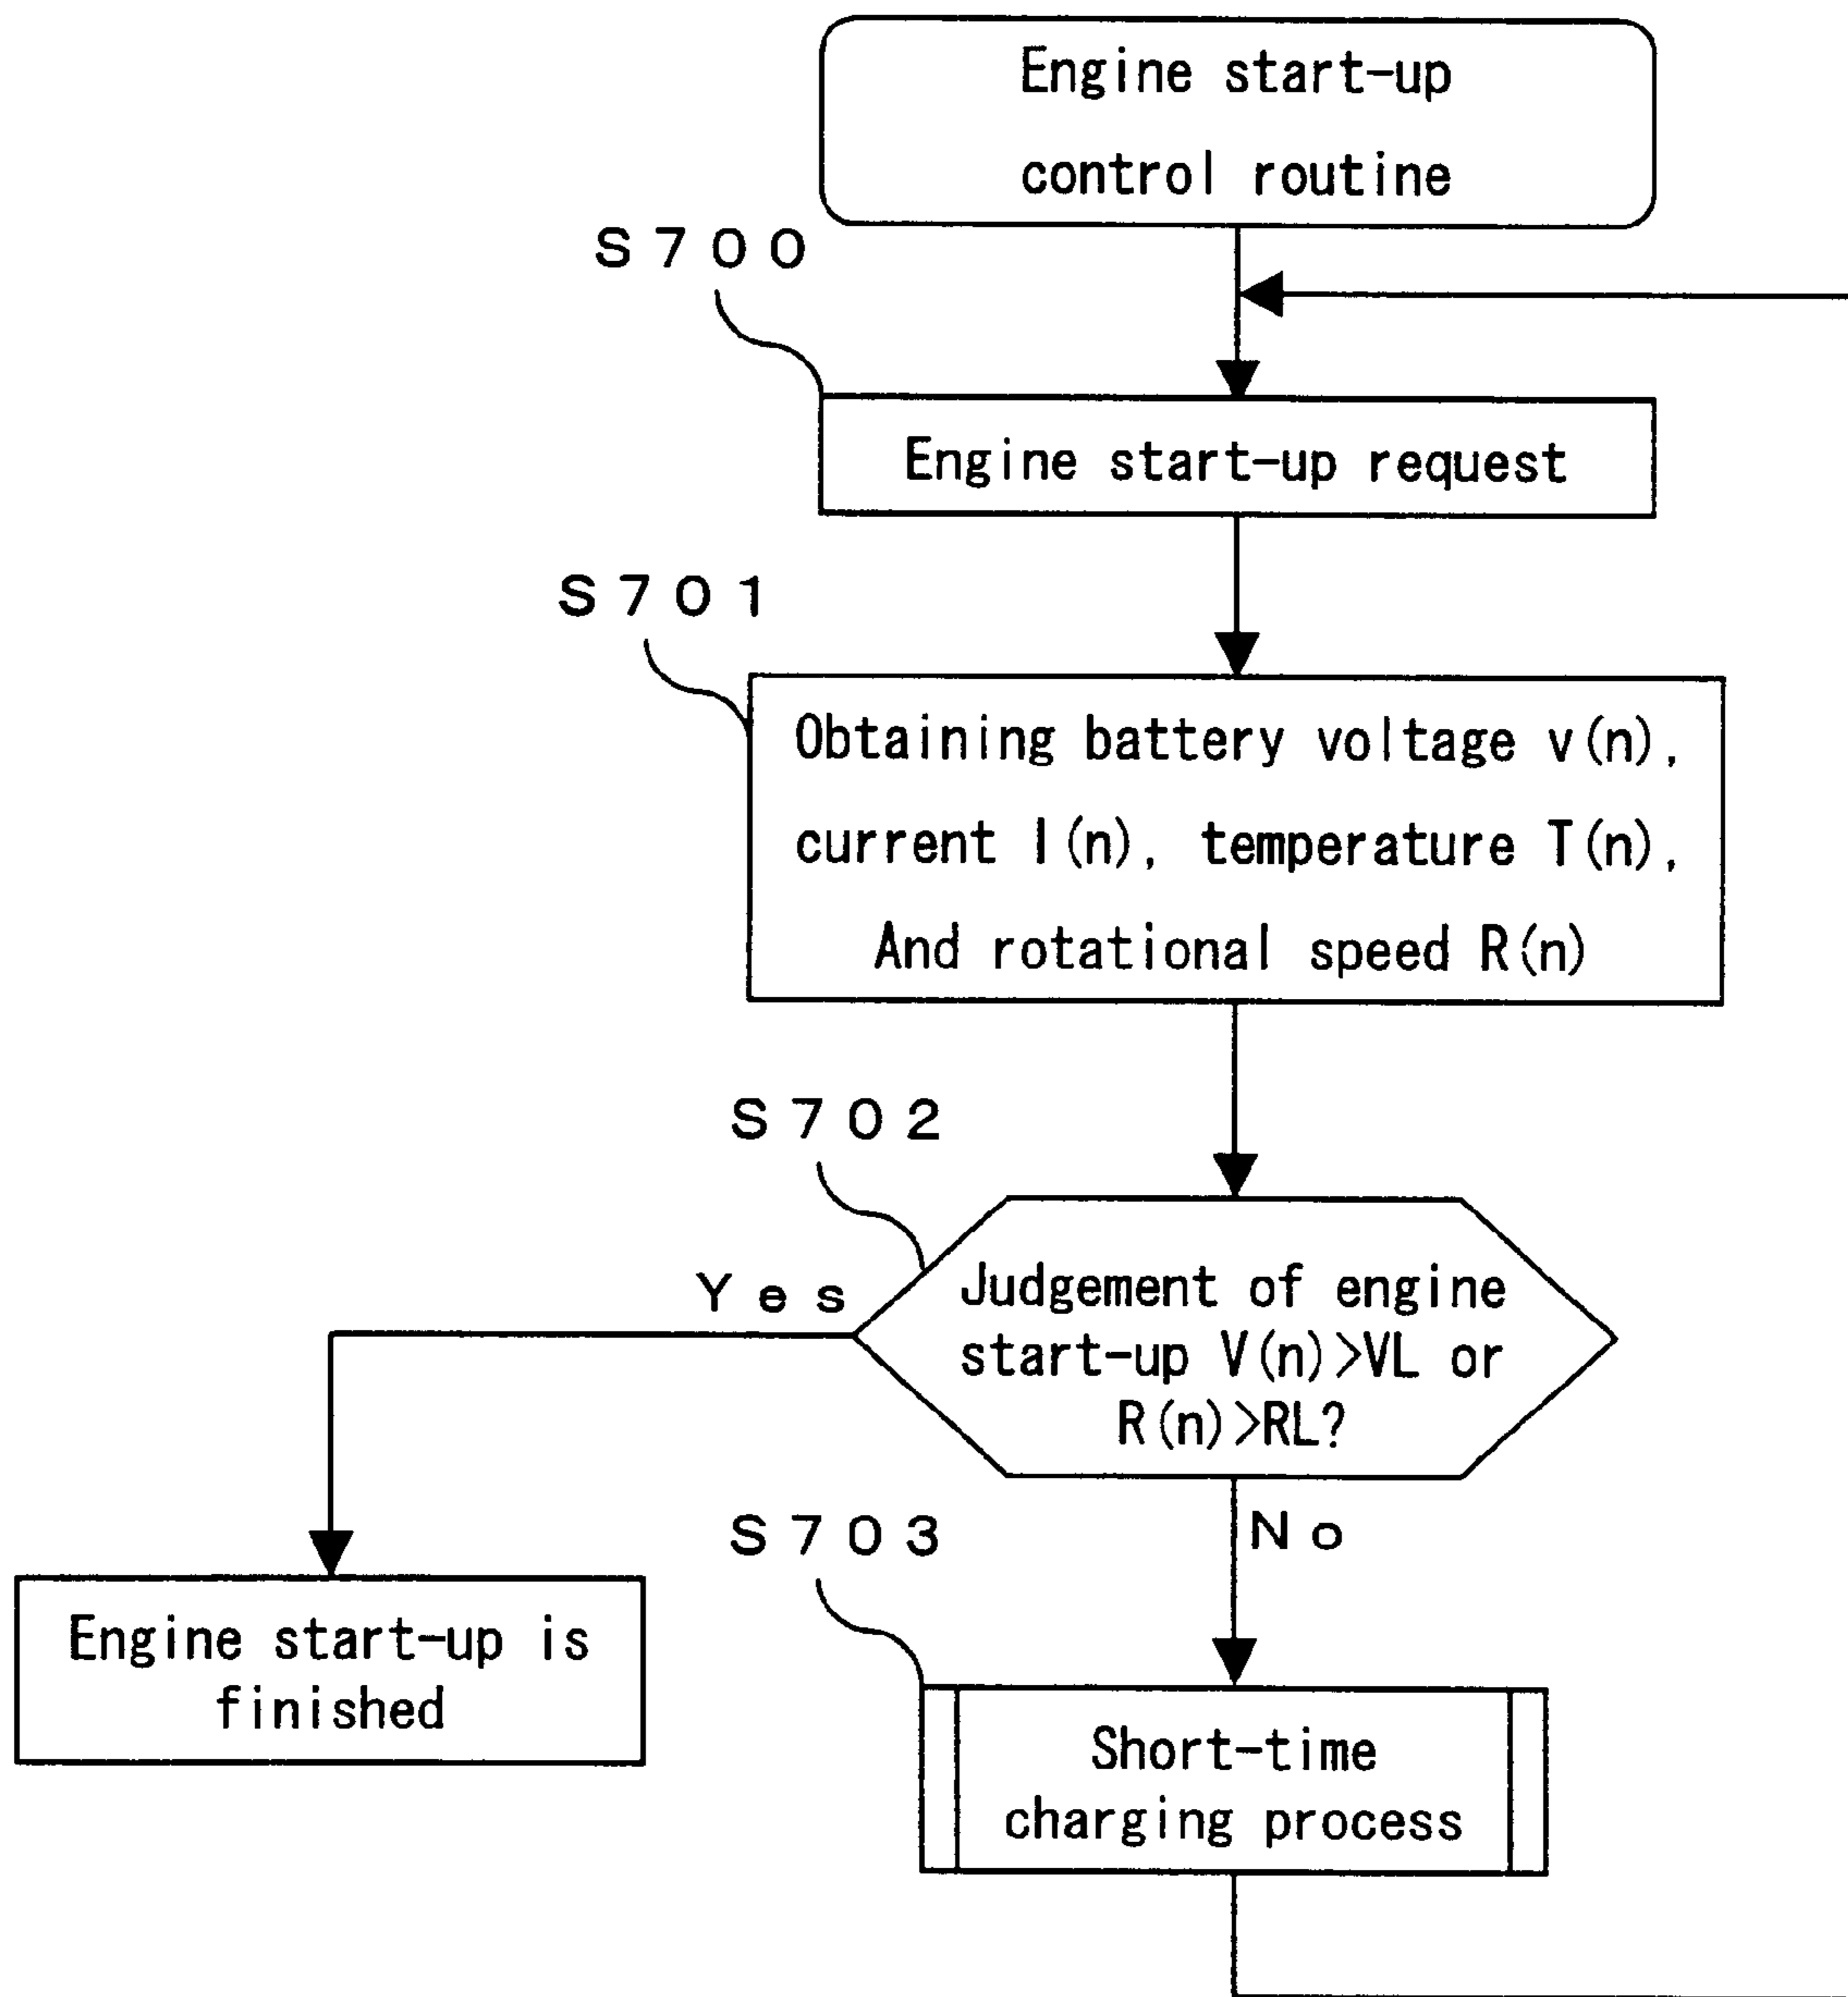 Engine start-up
control routine
S700
Engine start-up request
S701
Obtaining battery voltage v(n),
current I(n), temperature T(n),
And rotational speed R(n)
S702
Yes
Judgement of engine
start-up V(n)>VL or
R(n)>RL?
No
S703
Engine start-up is
finished
Short-time
charging process